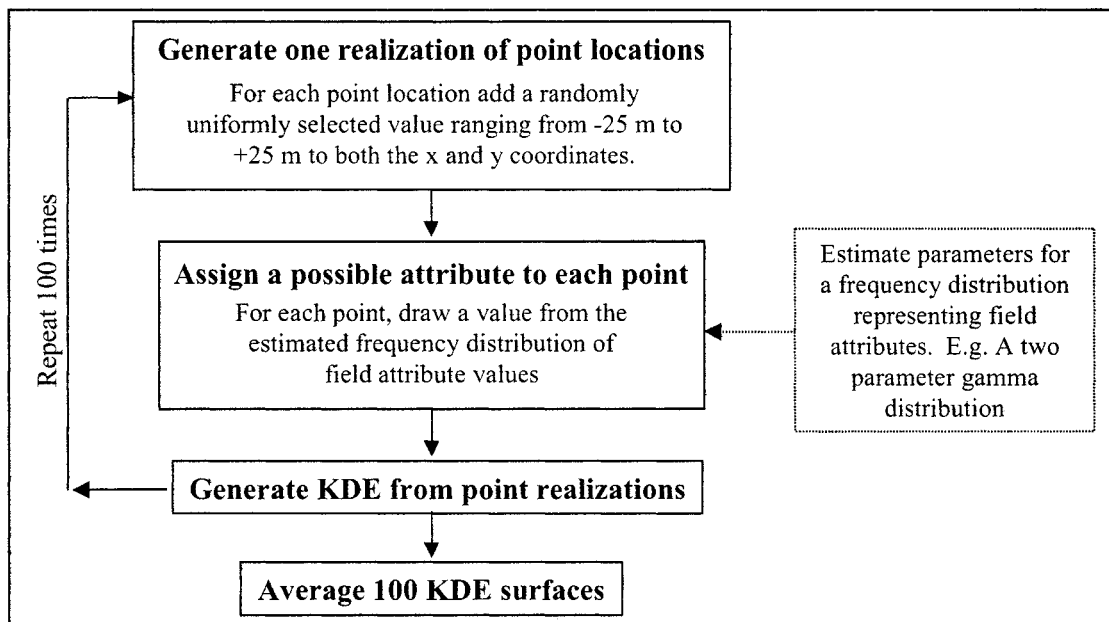 Generate one realization of point locations
For each point location add a randomly
uniformly selected value ranging from -25 m to
+25 m to both the x and y coordinates.
Repeat 100 times
Assign a possible attribute to each point
For each point, draw a value from the
estimated frequency distribution of
field attribute values
Estimate parameters for
a frequency distribution
representing field
attributes. E.g. A two
parameter gamma
distribution
Generate KDE from point realizations
Average 100 KDE surfaces